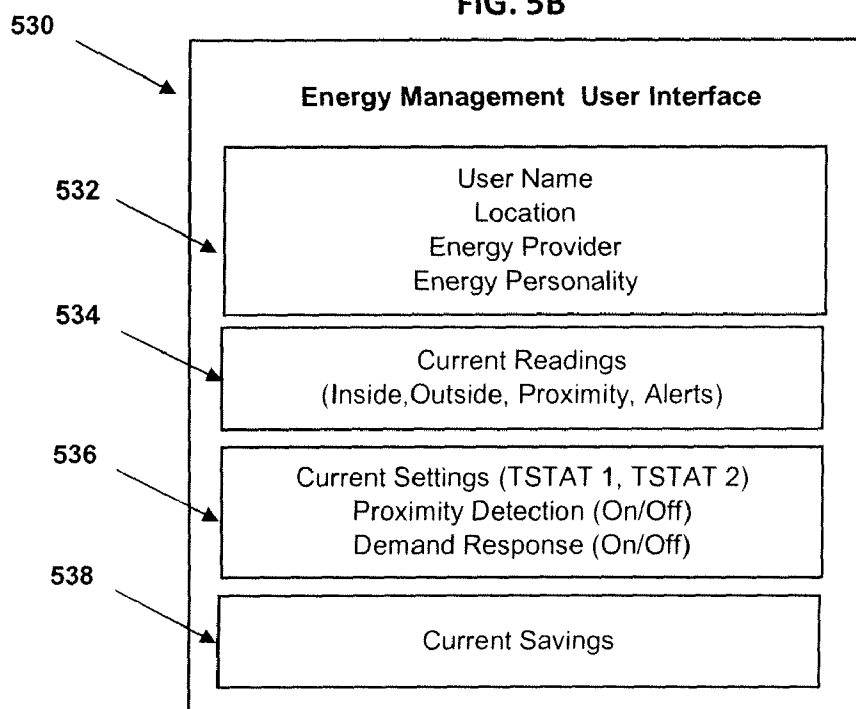 FIG. 5B
530
Energy Management User Interface
532
User Name
Location
Energy Provider
Energy Personality
534
Current Readings
(Inside,Outside, Proximity, Alerts)
536
Current Settings (TSTAT 1, TSTAT 2)
Proximity Detection (On/Off)
Demand Response (On/Off)
538
Current Savings